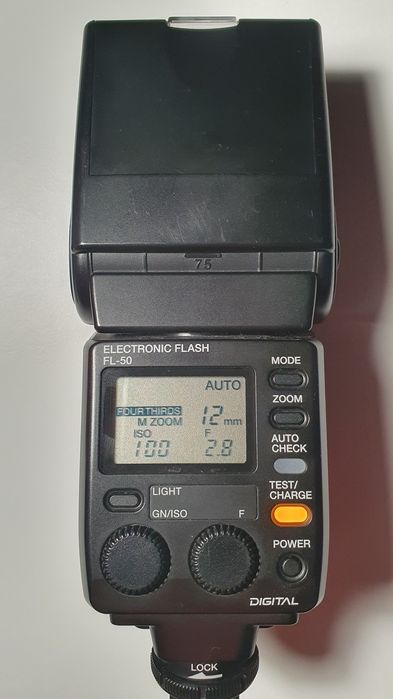 75
ELECTRONIC FLASH
FL-50
MODE
AUTO
FOUR THIRDS 12 mm
M ZOOM
ZOOM
ISO F
100 2.8
AUTO
CHECK
TEST/
CHARGE
LIGHT
GN/ISO F
POWER
DIGITAL
LOCK